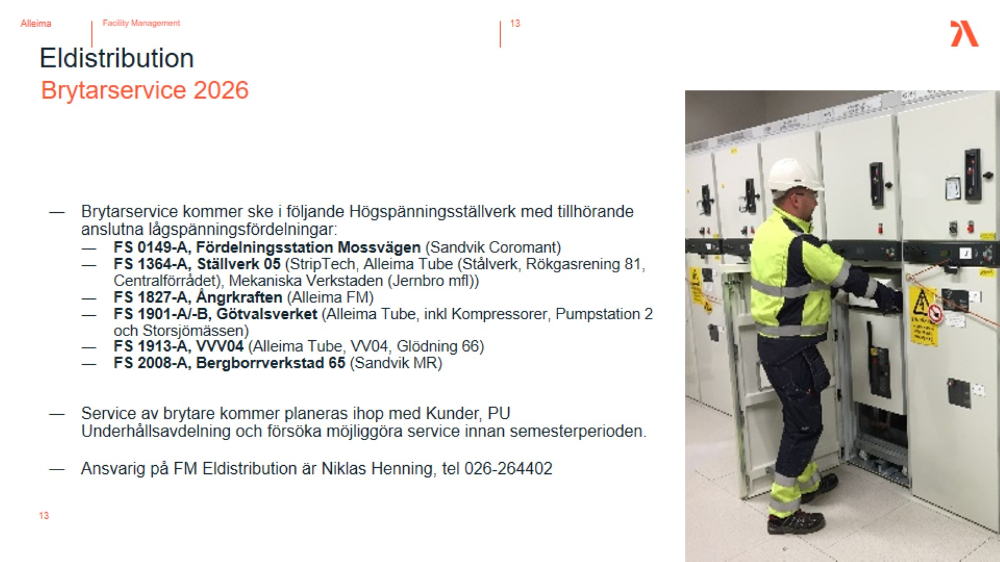 Alleima
Facility Management
13
Eldistribution
Brytarservice 2026
— Brytarservice kommer ske i följande Högspänningsställverk med tillhörande
anslutna lågspänningsfördelningar:
— FS 0149-A, Fördelningsstation Mossvägen (Sandvik Coromant)
— FS 1364-A, Ställverk 05 (StripTech, Alleima Tube (Stålverk, Rökgasrening 81,
Centralförrådet), Mekaniska Verkstaden (Jernbro mfl))
— FS 1827-A, Ångrkraften (Alleima FM)
— FS 1901-A/-B, Götvalsverket (Alleima Tube, inkl Kompressorer, Pumpstation 2
och Storsjömässen)
— FS 1913-A, VVV04 (Alleima Tube, VV04, Glödning 66)
— FS 2008-A, Bergborrverkstad 65 (Sandvik MR)
— Service av brytare kommer planeras ihop med Kunder, PU
Underhållsavdelning och försöka möjliggöra service innan semesterperioden.
— Ansvarig på FM Eldistribution är Niklas Henning, tel 026-264402
13